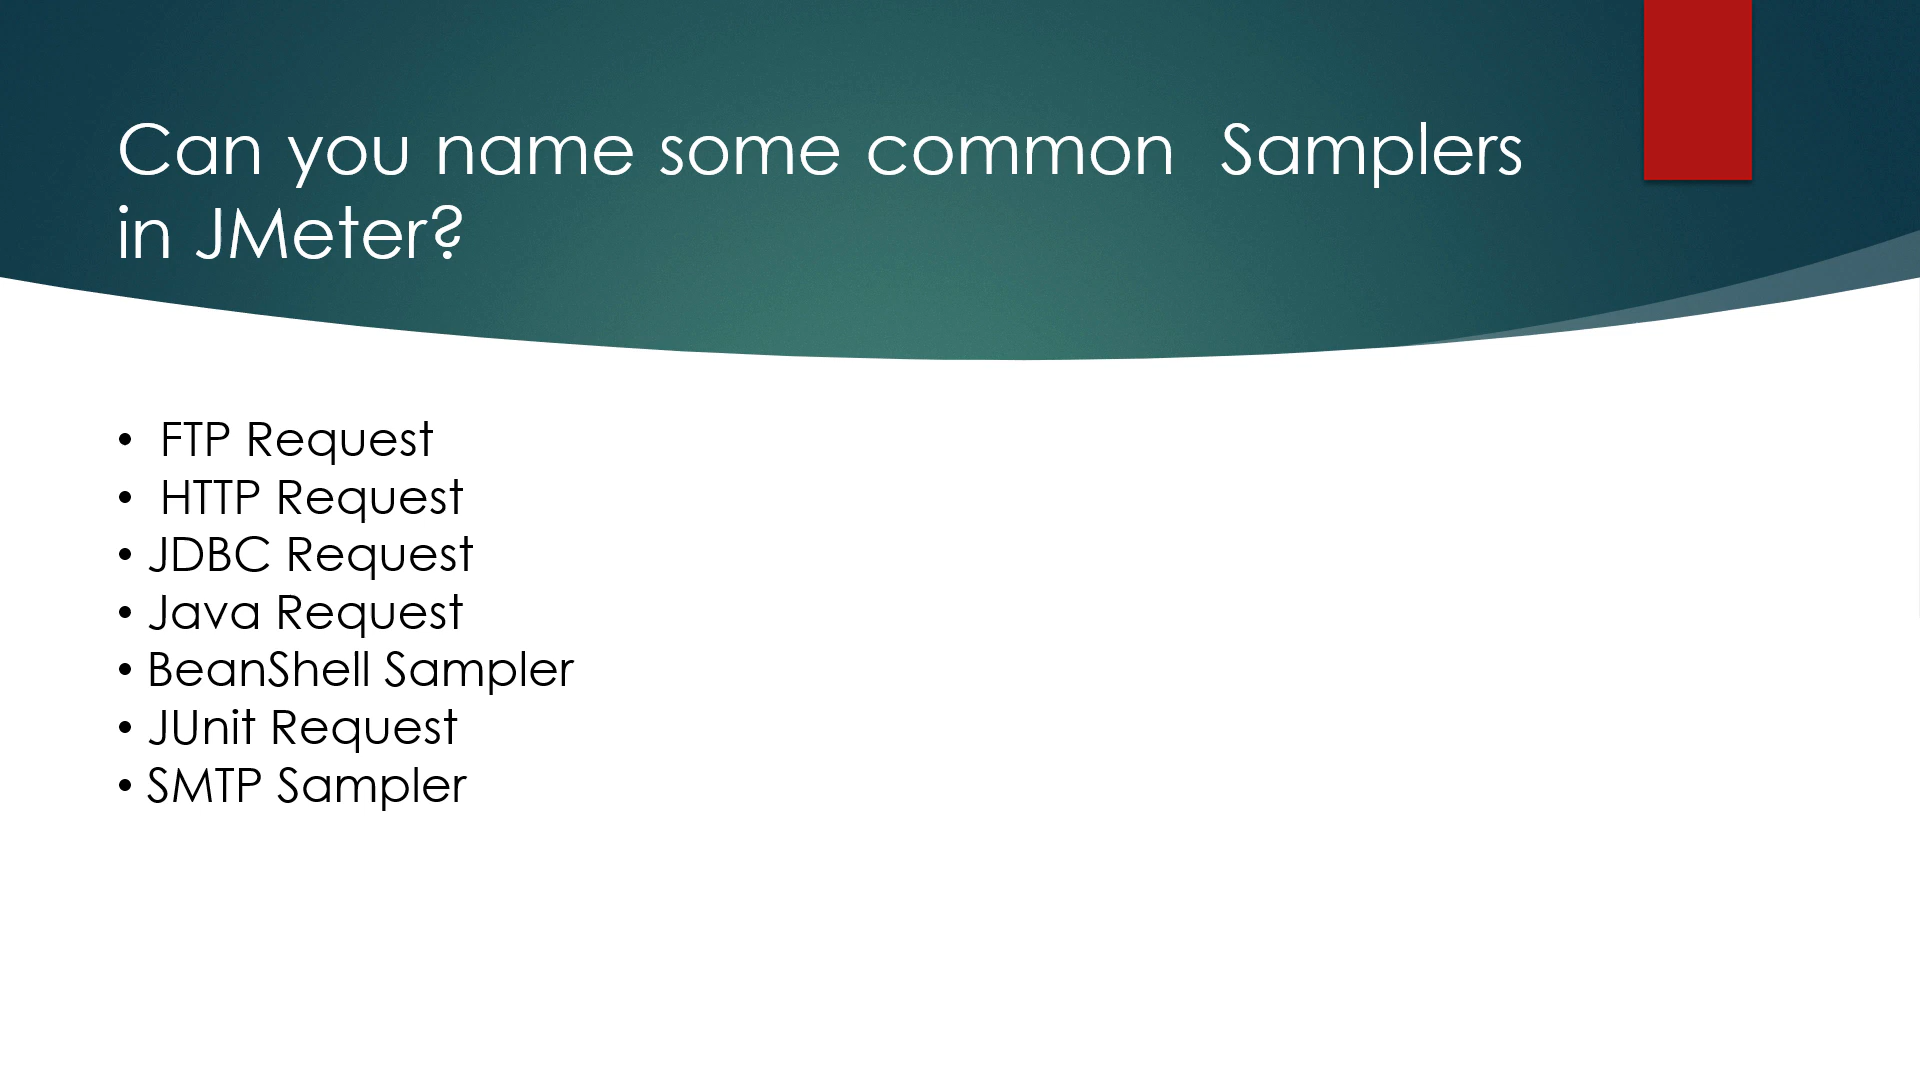 Can you name some common  Samplers
in JMeter?
• FTP Request
• HTTP Request
• JDBC Request
• Java Request
• BeanShell Sampler
• JUnit Request
• SMTP Sampler